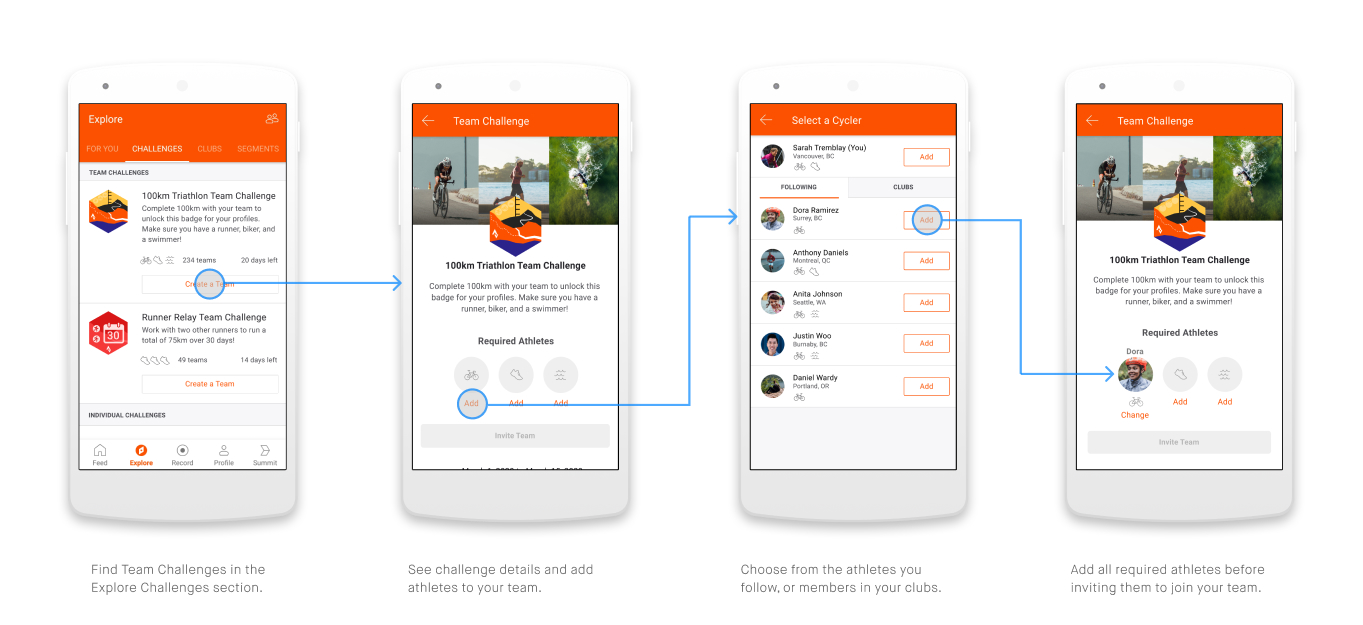 Explore
FOR YOU CHALLENGES CLUBS SEGMENTS
TEAM CHALLENGES
100km Triathlon Team Challenge
Complete 100km with your team to
unlock this badge for your profiles.
Make sure you have a runner, biker, and
a swimmer!
234 teams 20 days left
Create a Team
30
Runner Relay Team Challenge
Work with two other runners to run a
total of 75km over 30 days!
49 teams 14 days left
Create a Team
INDIVIDUAL CHALLENGES
Feed Explore Record Profile Summit
Find Team Challenges in the
Explore Challenges section.
Team Challenge
100km Triathlon Team Challenge
Complete 100km with your team to unlock this
badge for your profiles. Make sure you have a
runner, biker, and a swimmer!
Required Athletes
Add Add Add
Invite Team
See challenge details and add
athletes to your team.
Select a Cycler
Sarah Tremblay (You)
Vancouver, BC
Add
FOLLOWING CLUBS
Dora Ramirez
Surrey, BC
Add
Anthony Daniels
Montreal, QC
Add
Anita Johnson
Seattle, WA
Add
Justin Woo
Burnaby, BC
Add
Daniel Wardy
Portland, OR
Add
Choose from the athletes you
follow, or members in your clubs.
Team Challenge
100km Triathlon Team Challenge
Complete 100km with your team to unlock this
badge for your profiles. Make sure you have a
runner, biker, and a swimmer!
Required Athletes
Dora
Change Add Add
Invite Team
Add all required athletes before
inviting them to join your team.